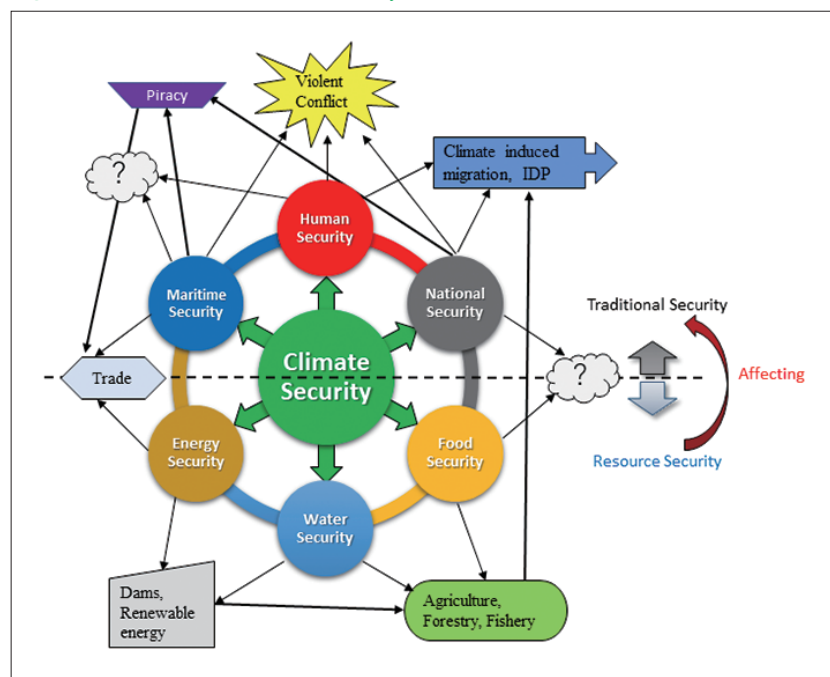 Piracy
Violent
Conflict
Climate induced
migration, IDP
?
Human
Security
Maritime
Security
National
Security
Traditional Security
Trade
Climate
Security
?
Affecting
Energy
Security
Food
Security
Resource Security
Water
Security
Dams,
Renewable
energy
Agriculture,
Forestry, Fishery